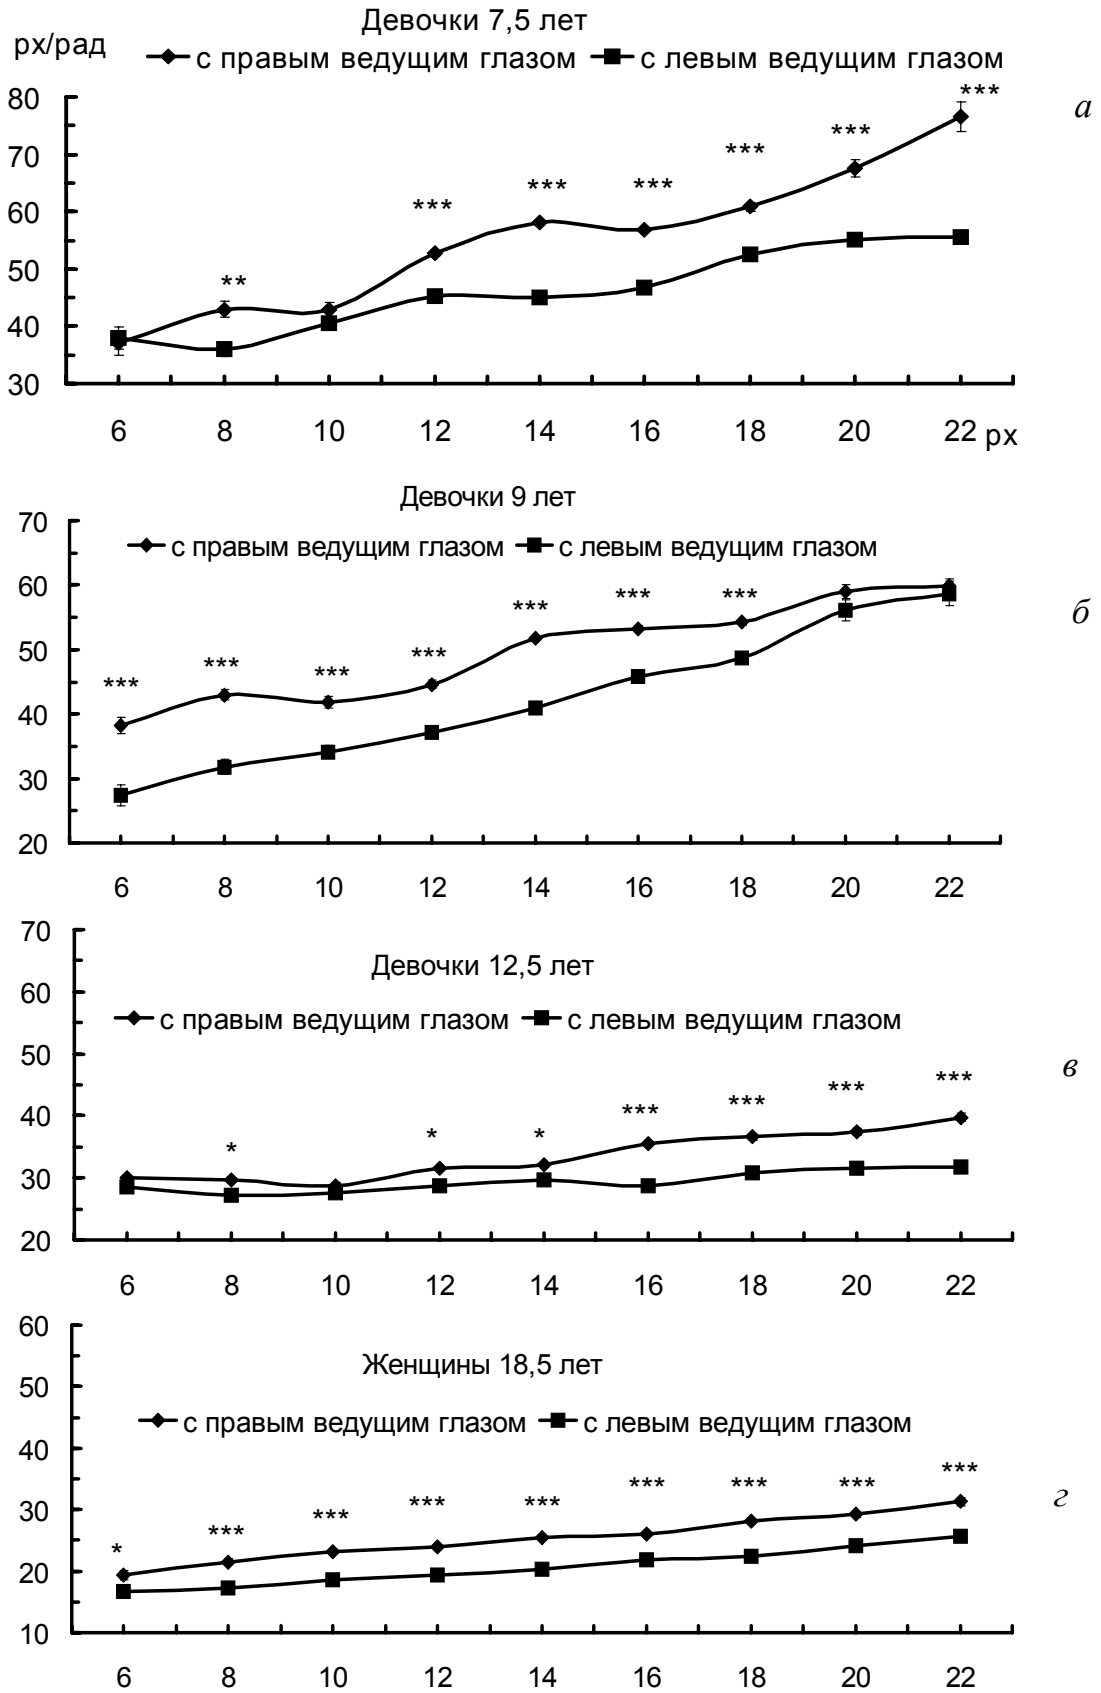 Девочки 7,5 лет
px/рад
с правым ведущим глазом с левым ведущим глазом
***
а
80
70
60
50
40
30
** *** *** *** *** ***
6 8 10 12 14 16 18 20 22 px
Девочки 9 лет
с правым ведущим глазом с левым ведущим глазом
б
70
60
50
40
30
20
*** *** *** *** *** *** ***
6 8 10 12 14 16 18 20 22
Девочки 12,5 лет
с правым ведущим глазом с левым ведущим глазом
в
70
60
50
40
30
20
* * * *** *** *** ***
6 8 10 12 14 16 18 20 22
Женщины 18,5 лет
с правым ведущим глазом с левым ведущим глазом
г
60
50
40
30
20
10
* *** *** *** *** *** *** *** ***
6 8 10 12 14 16 18 20 22